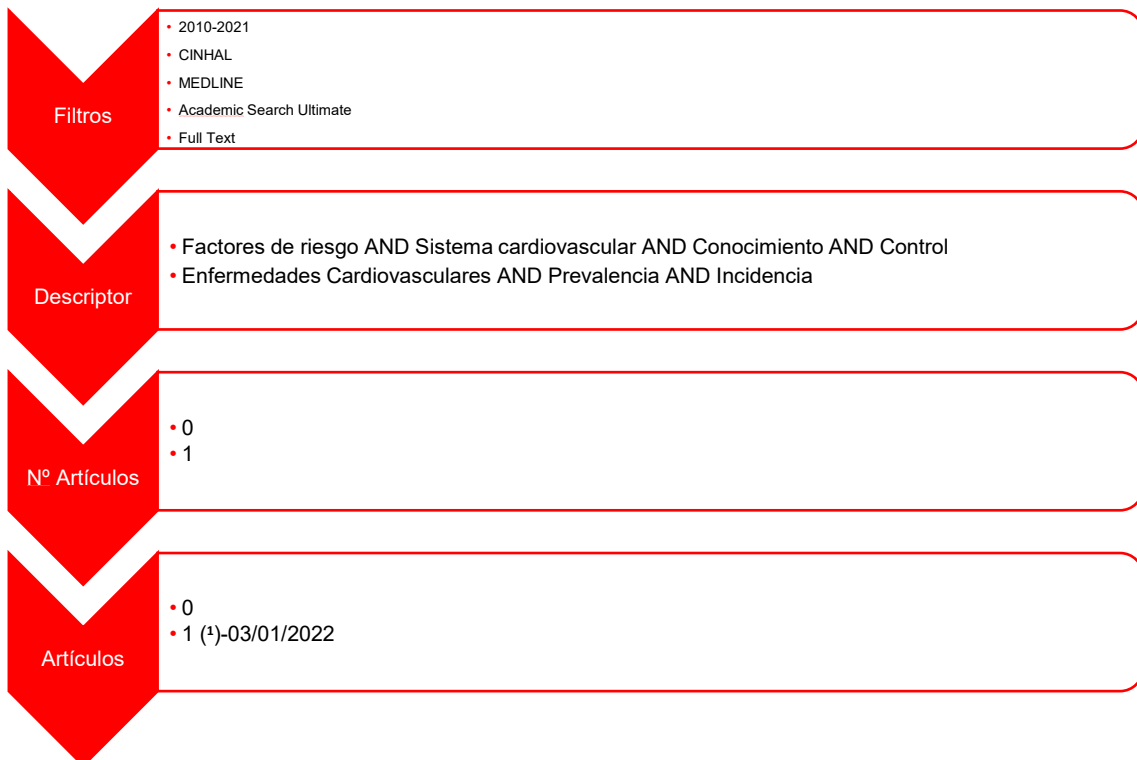 Filtros
• 2010-2021
• CINHAL
• MEDLINE
• Academic Search Ultimate
• Full Text
Descriptor
• Factores de riesgo AND Sistema cardiovascular AND Conocimiento AND Control
• Enfermedades Cardiovasculares AND Prevalencia AND Incidencia
Nº Artículos
• 0
• 1
Artículos
• 0
• 1 (¹)-03/01/2022